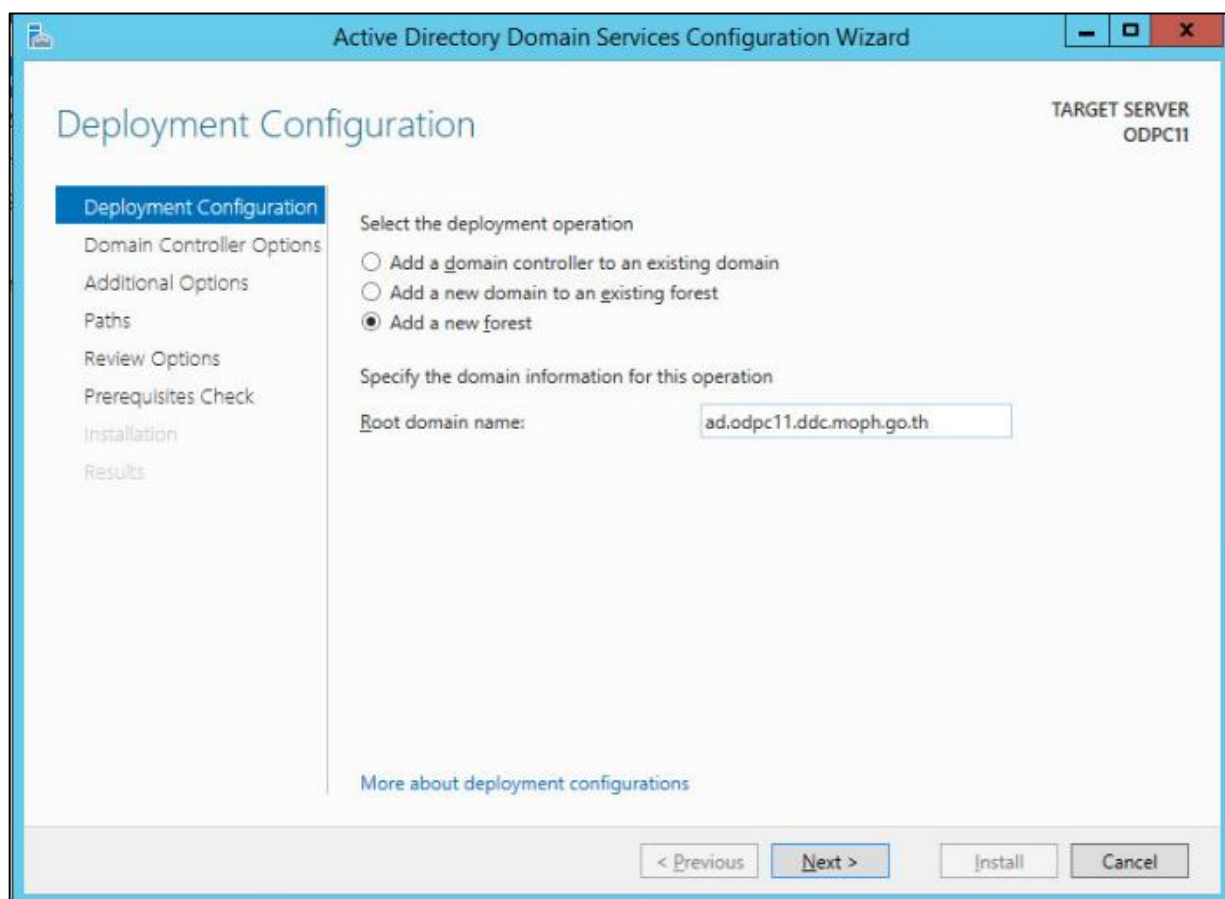 Active Directory Domain Services Configuration Wizard
Deployment Configuration
TARGET SERVER
ODPC11
Deployment Configuration
Domain Controller Options
Additional Options
Paths
Review Options
Prerequisites Check
Installation
Results
Select the deployment operation
Add a domain controller to an existing domain
Add a new domain to an existing forest
Add a new forest
Specify the domain information for this operation
Root domain name: ad.odpc11.ddc.moph.go.th
More about deployment configurations
< Previous Next > Install Cancel